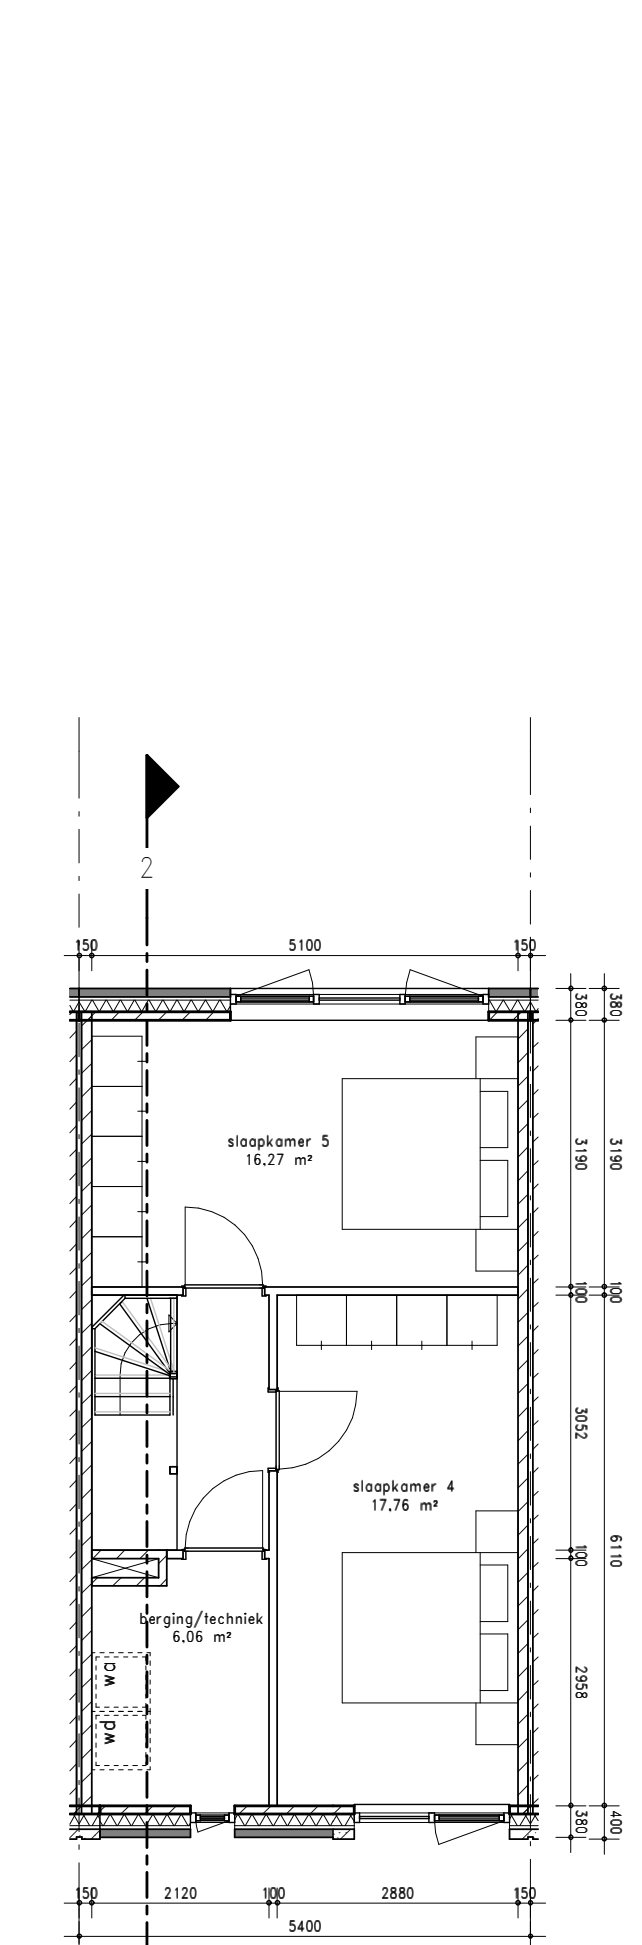 2
150 5100 150
380 380
slaapkamer 5
16,27 m²
3190 3190
100 100
3052
slaapkamer 4
17,76 m²
100
6110
berging/techniek
6,06 m²
wa
wd
2958
380 400
150 2120 100 2880 150
5400